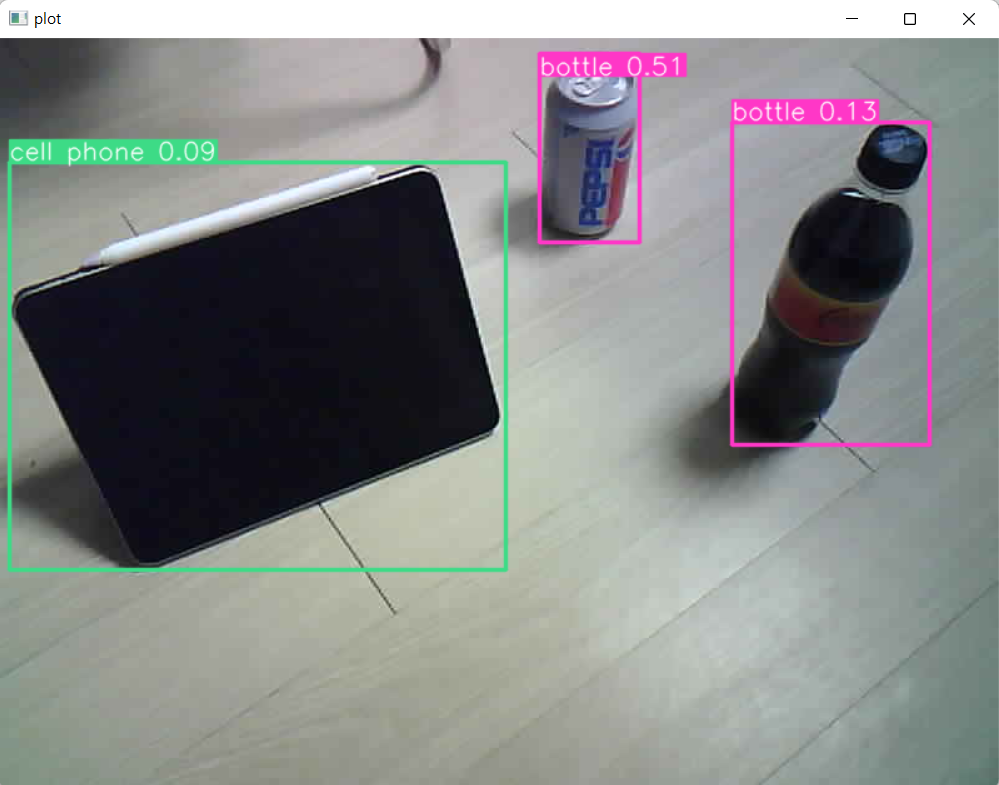 plot
bottle 0.51
bottle 0.13
cell phone 0.09
PEPSI